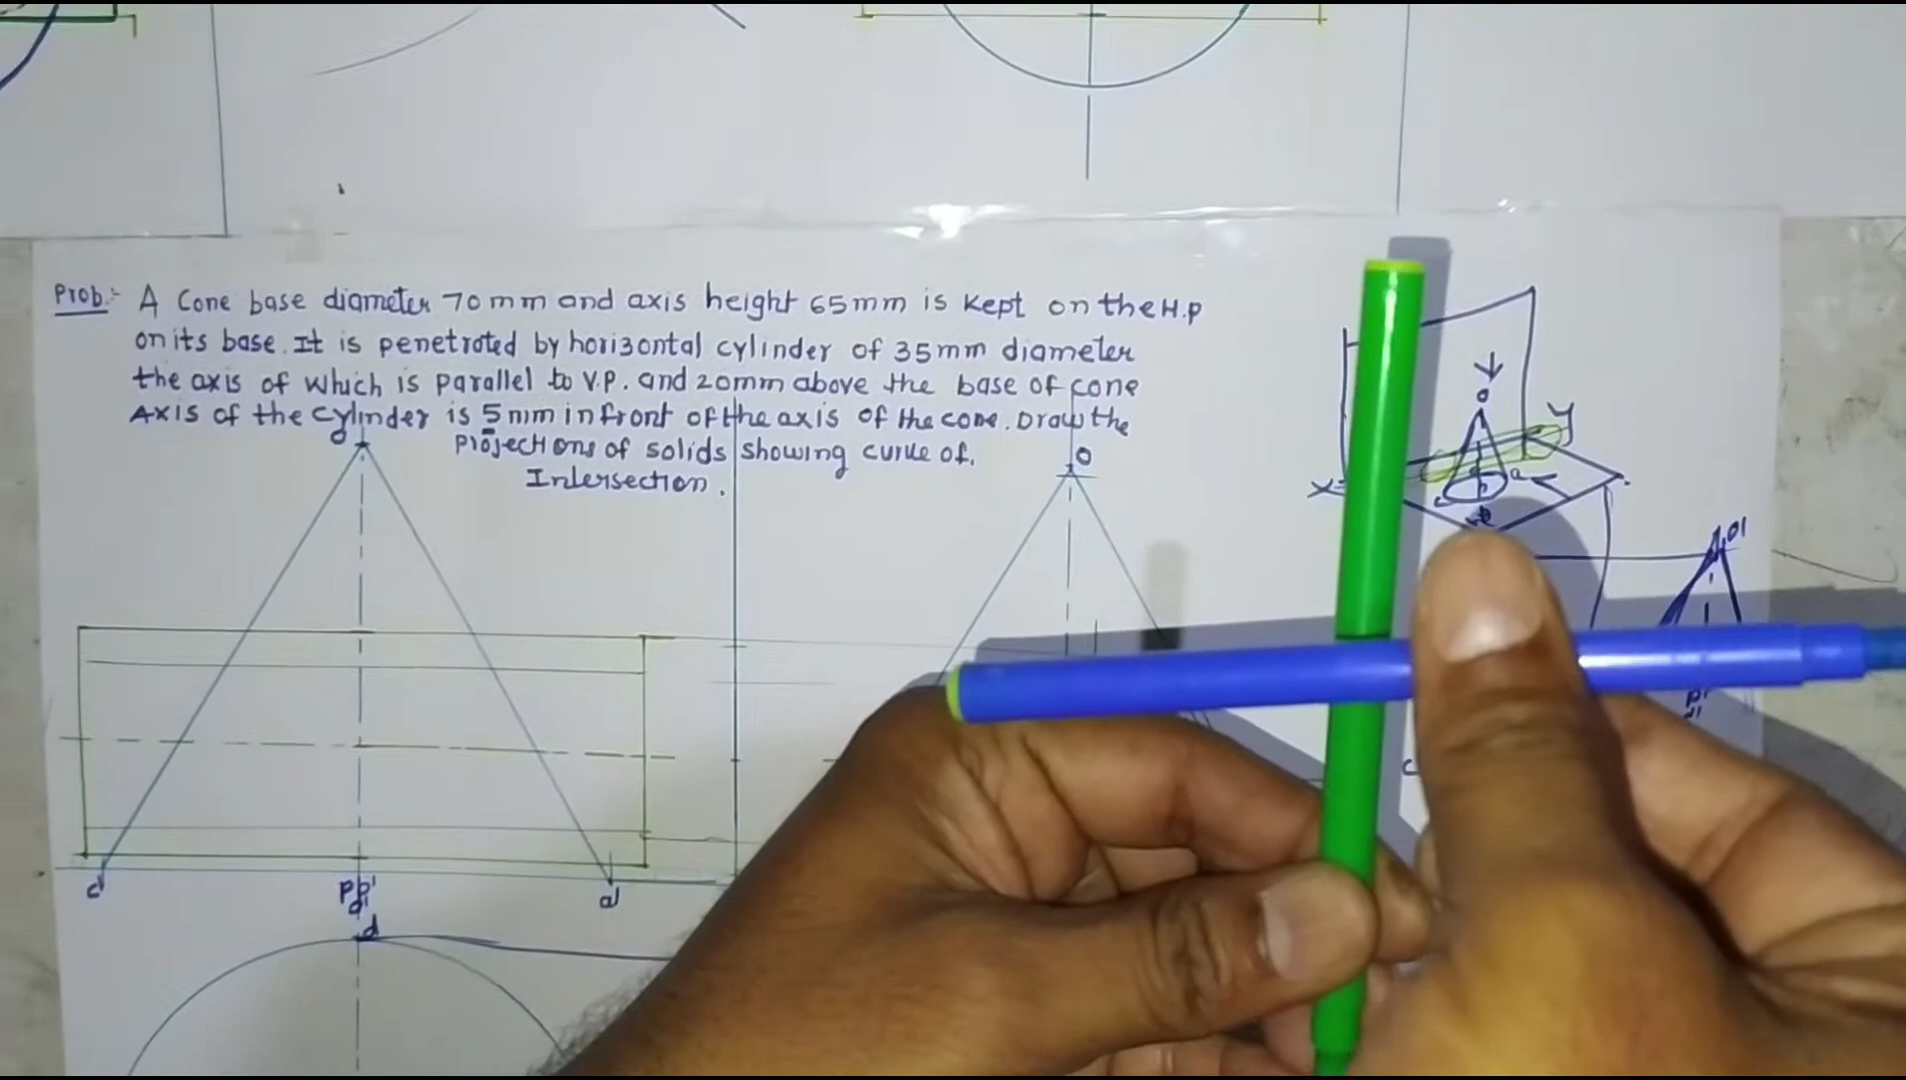 Prob:- A Cone base diameter 70mm and axis height 65mm is kept on the H.p
on its base. It is penetrated by horizontal cylinder of 35mm diameter
the axis of which is parallel to V.P. and 20mm above the base of cone
AXIS of the cylinder is 5mm in front of the axis of the cone. Draw the
projections of solids showing curve of.
Intersection.
o'
o
o
Y
a
X
c
o1
c'
p'
a'
d
c